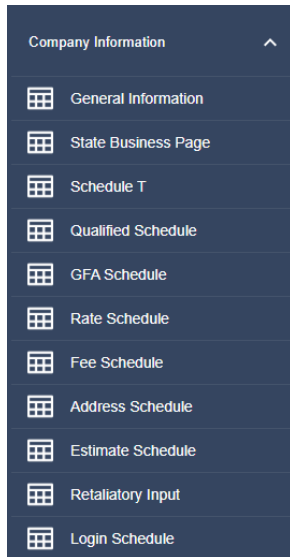 Company Information
General Information
State Business Page
Schedule T
Qualified Schedule
GFA Schedule
Rate Schedule
Fee Schedule
Address Schedule
Estimate Schedule
Retaliatory Input
Login Schedule